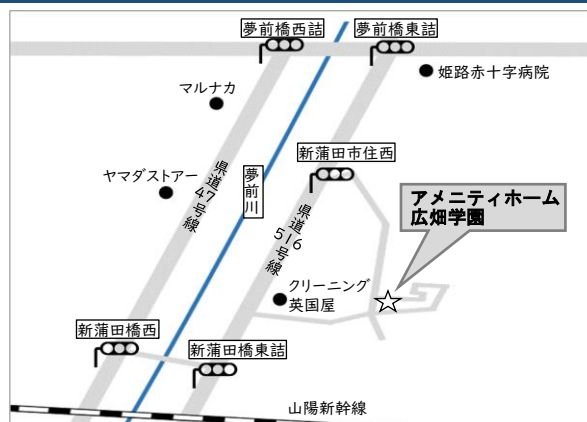 夢前橋西詰
夢前橋東詰
姫路赤十字病院
マルナカ
新蒲田市住西
ヤマダストアー
県道47号線
夢前川
アメニティホーム
広畑学園
県道516号線
クリーニング
英国屋
新蒲田橋西
新蒲田橋東詰
山陽新幹線